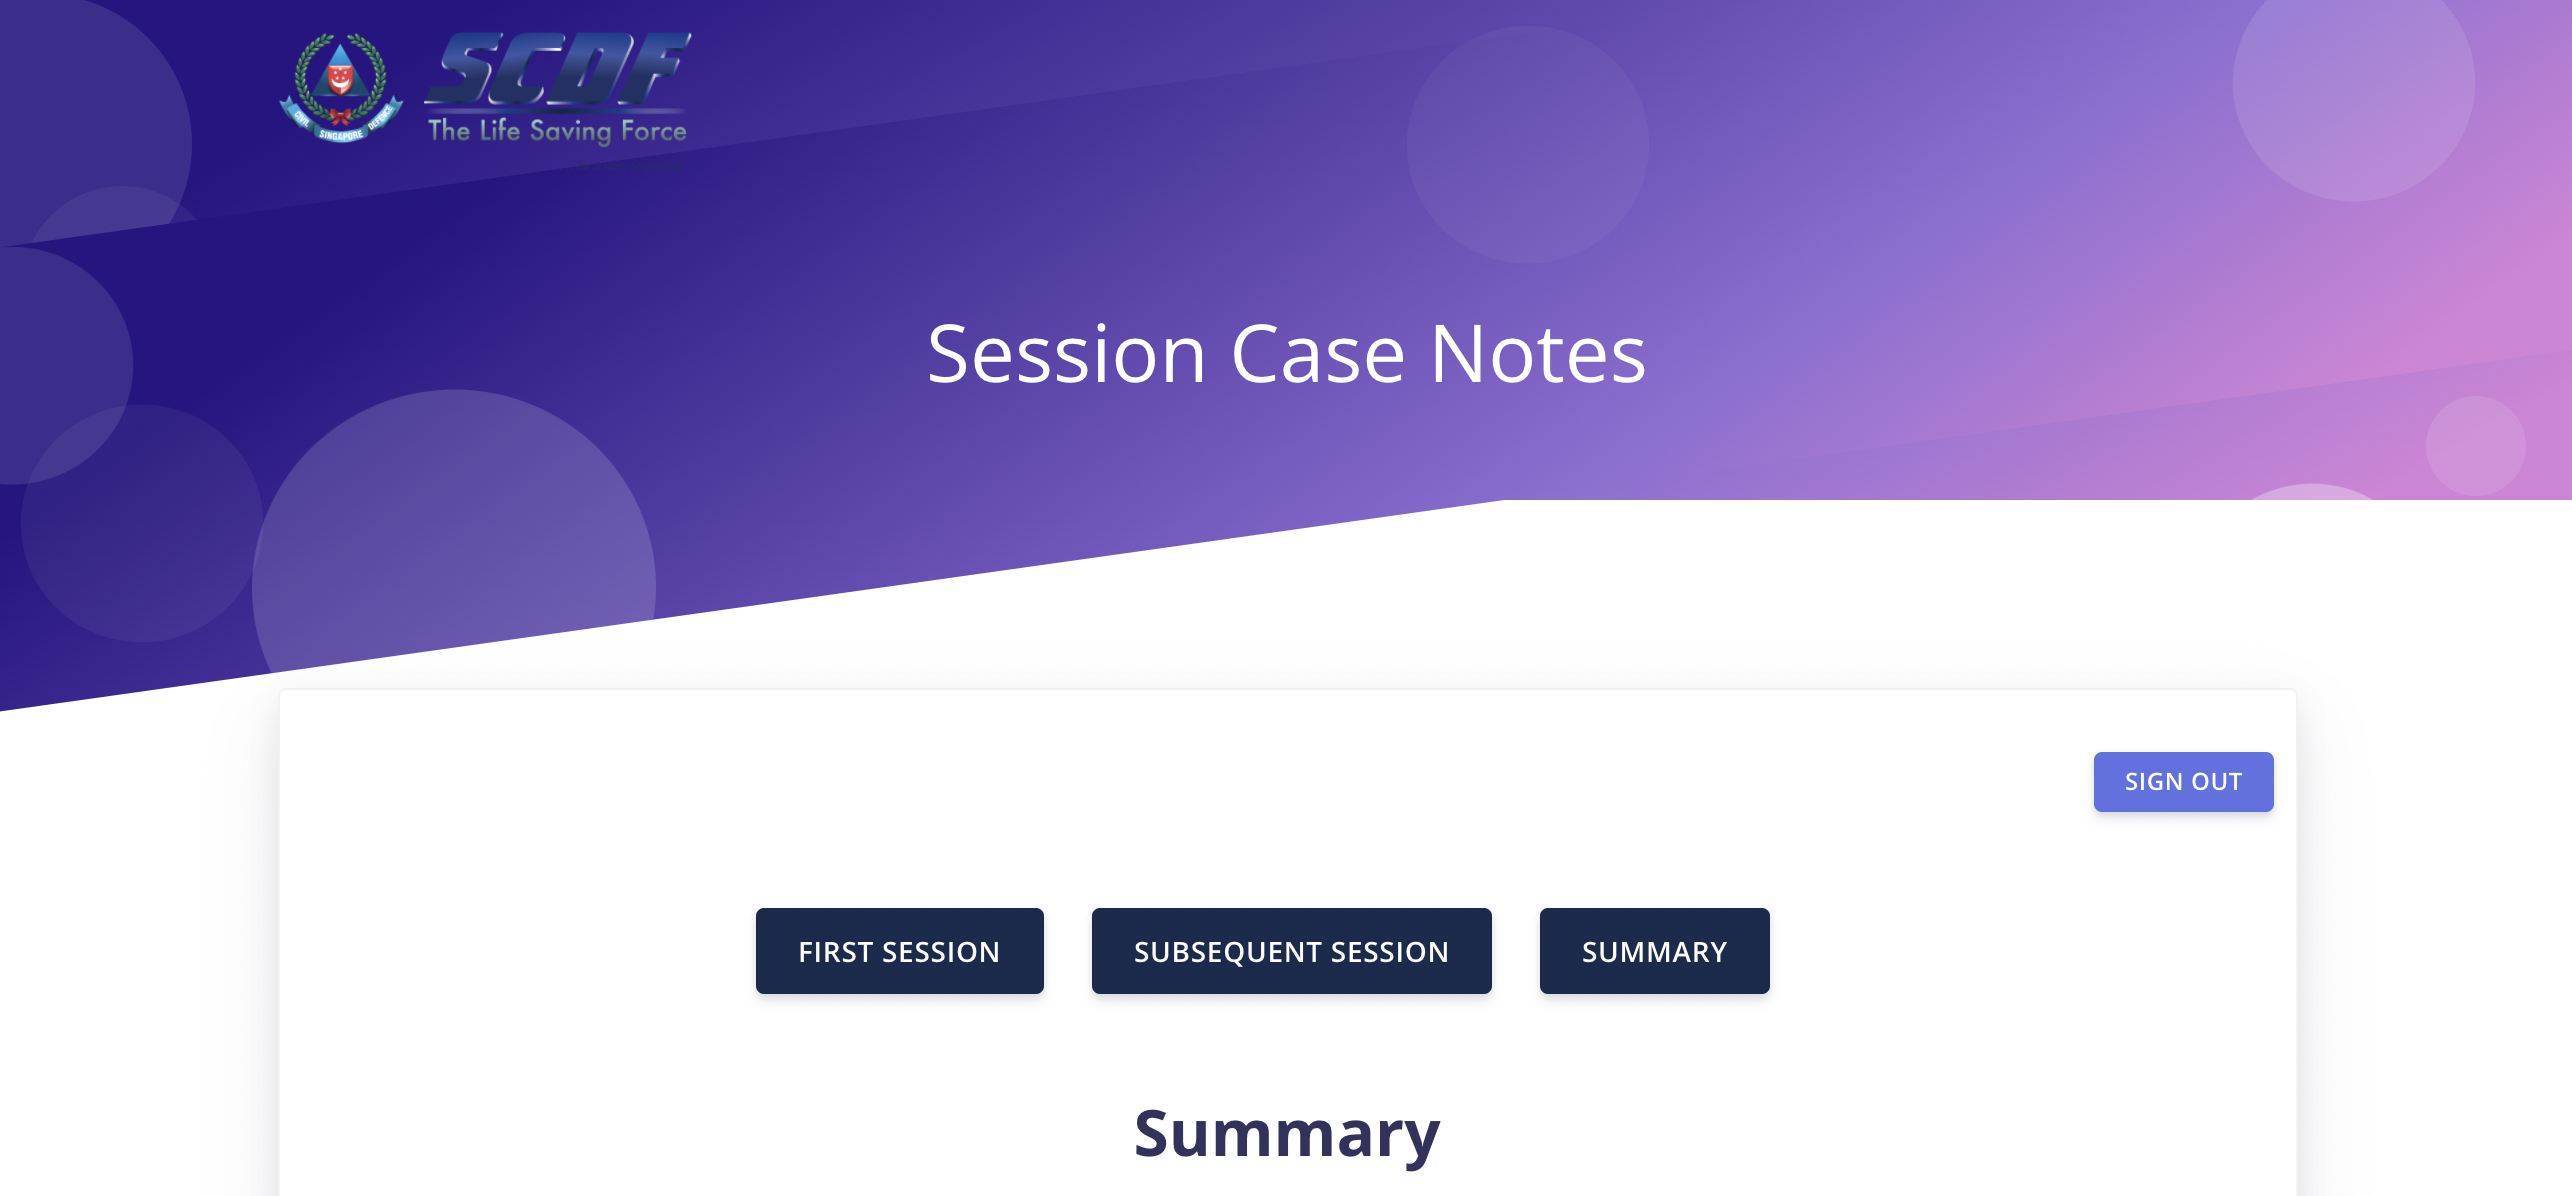 SCDF
The Life Saving Force
CIVIL SINGAPORE DEFENCE
Session Case Notes
SIGN OUT
FIRST SESSION SUBSEQUENT SESSION SUMMARY
Summary